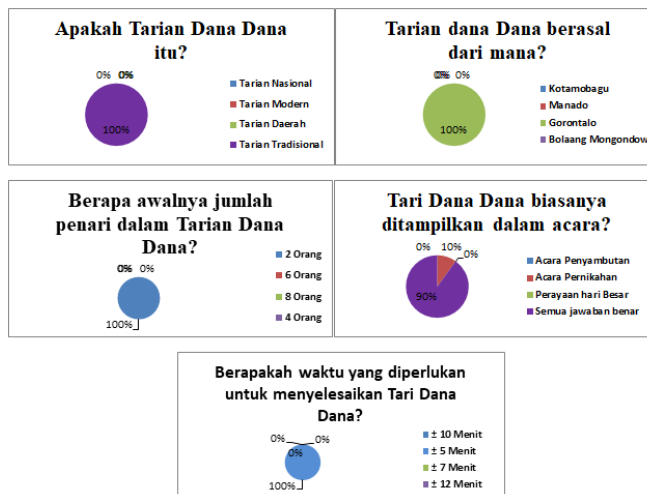 Apakah Tarian Dana Dana
itu?
0% 0%
100%
Tarian Nasional
Tarian Modern
Tarian Daerah
Tarian Tradisional
Tarian dana Dana berasal
dari mana?
0% 0%
100%
Kotamobagu
Manado
Gorontalo
Bolaang Mongondow
Berapa awalnya jumlah
penari dalam Tarian Dana
Dana?
0% 0%
100%
2 Orang
6 Orang
8 Orang
4 Orang
Tari Dana Dana biasanya
ditampilkan dalam acara?
0% 10%
0%
90%
Acara Penyambutan
Acara Pernikahan
Perayaan hari Besar
Semua jawaban benar
Berapakah waktu yang diperlukan
untuk menyelesaikan Tari Dana
Dana?
0% 0%
0%
100%
± 10 Menit
± 5 Menit
± 7 Menit
± 12 Menit